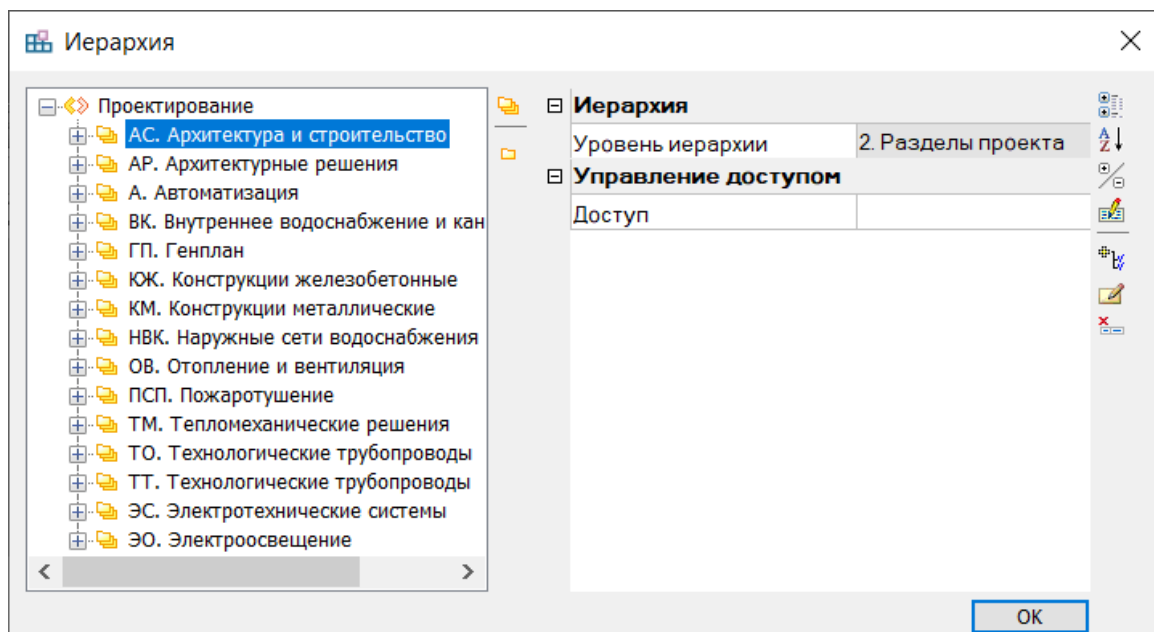 Иерархия
Проектирование
АС. Архитектура и строительство
АР. Архитектурные решения
А. Автоматизация
ВК. Внутреннее водоснабжение и кан
ГП. Генплан
КЖ. Конструкции железобетонные
КМ. Конструкции металлические
НВК. Наружные сети водоснабжения
ОВ. Отопление и вентиляция
ПСП. Пожаротушение
ТМ. Тепломеханические решения
ТО. Технологические трубопроводы
ТТ. Технологические трубопроводы
ЭС. Электротехнические системы
ЭО. Электроосвещение
Иерархия
Уровень иерархии 2. Разделы проекта
Управление доступом
Доступ
ОК